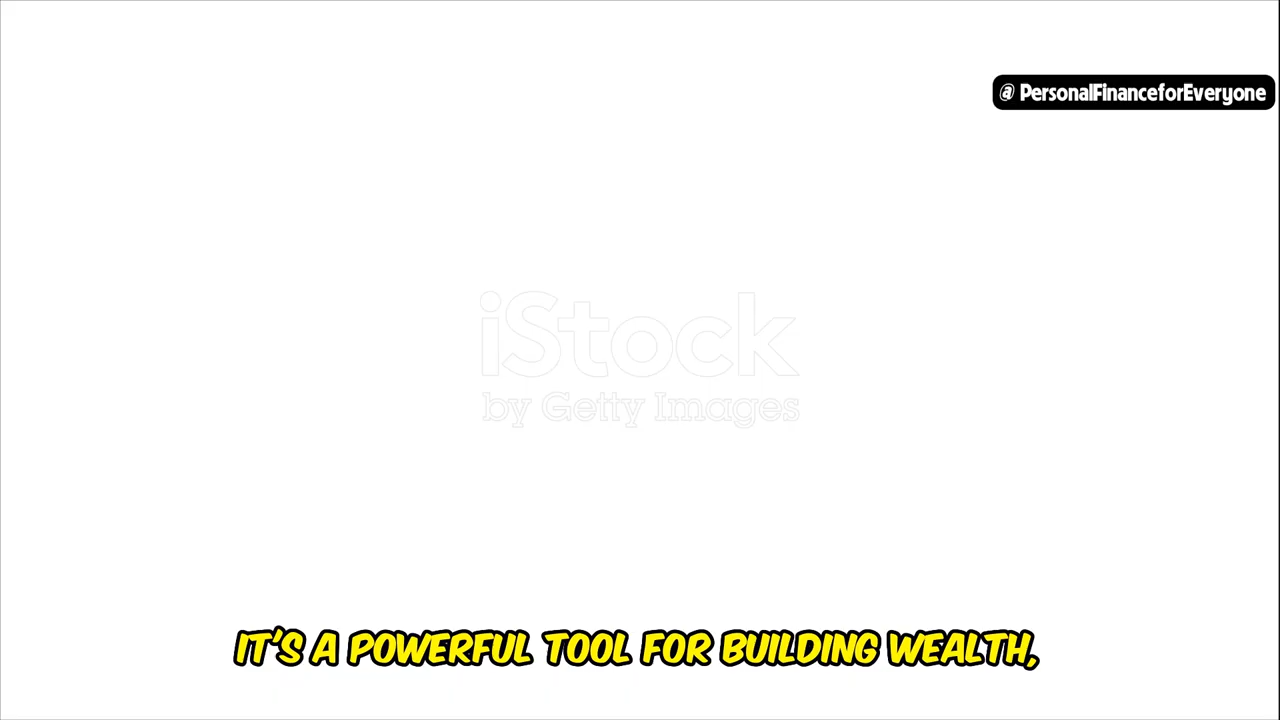 @ PersonalFinanceforEveryone
iStock
by Getty Images
IT'S A POWERFUL TOOL FOR BUILDING WEALTH,